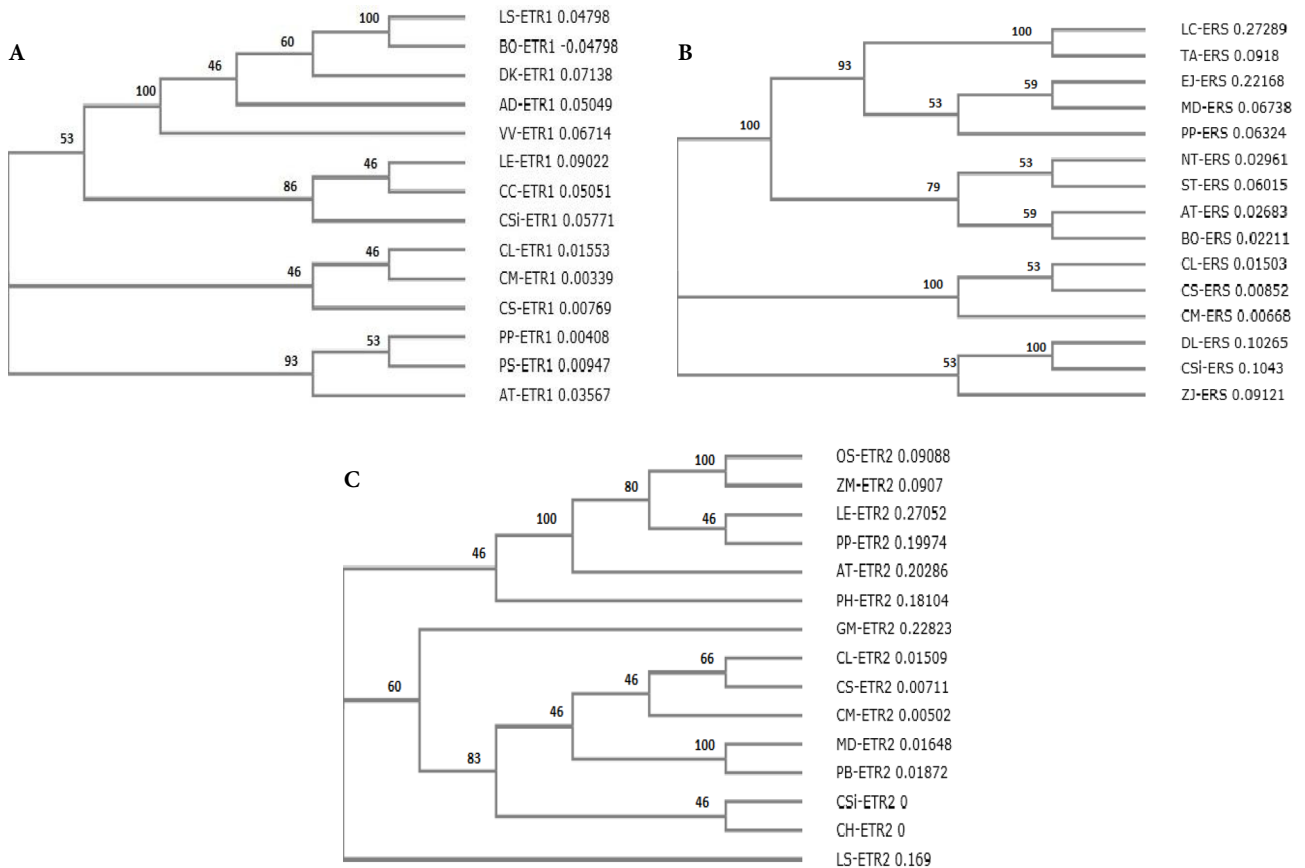 A
100
LS-ETR1 0.04798
60
BO-ETR1 -0.04798
46
DK-ETR1 0.07138
100
AD-ETR1 0.05049
53
VV-ETR1 0.06714
46
LE-ETR1 0.09022
86
CC-ETR1 0.05051
CSi-ETR1 0.05771
46
CL-ETR1 0.01553
46
CM-ETR1 0.00339
CS-ETR1 0.00769
53
PP-ETR1 0.00408
93
PS-ETR1 0.00947
AT-ETR1 0.03567
B
100
LC-ERS 0.27289
93
TA-ERS 0.0918
59
EJ-ERS 0.22168
53
MD-ERS 0.06738
100
PP-ERS 0.06324
53
NT-ERS 0.02961
79
ST-ERS 0.06015
59
AT-ERS 0.02683
BO-ERS 0.02211
53
CL-ERS 0.01503
100
CS-ERS 0.00852
CM-ERS 0.00668
100
DL-ERS 0.10265
53
CSi-ERS 0.1043
ZJ-ERS 0.09121
C
100
OS-ETR2 0.09088
80
ZM-ETR2 0.0907
100
46
LE-ETR2 0.27052
46
PP-ETR2 0.19974
AT-ETR2 0.20286
PH-ETR2 0.18104
60
GM-ETR2 0.22823
66
CL-ETR2 0.01509
46
CS-ETR2 0.00711
46
CM-ETR2 0.00502
83
100
MD-ETR2 0.01648
PB-ETR2 0.01872
46
CSi-ETR2 0
CH-ETR2 0
LS-ETR2 0.169